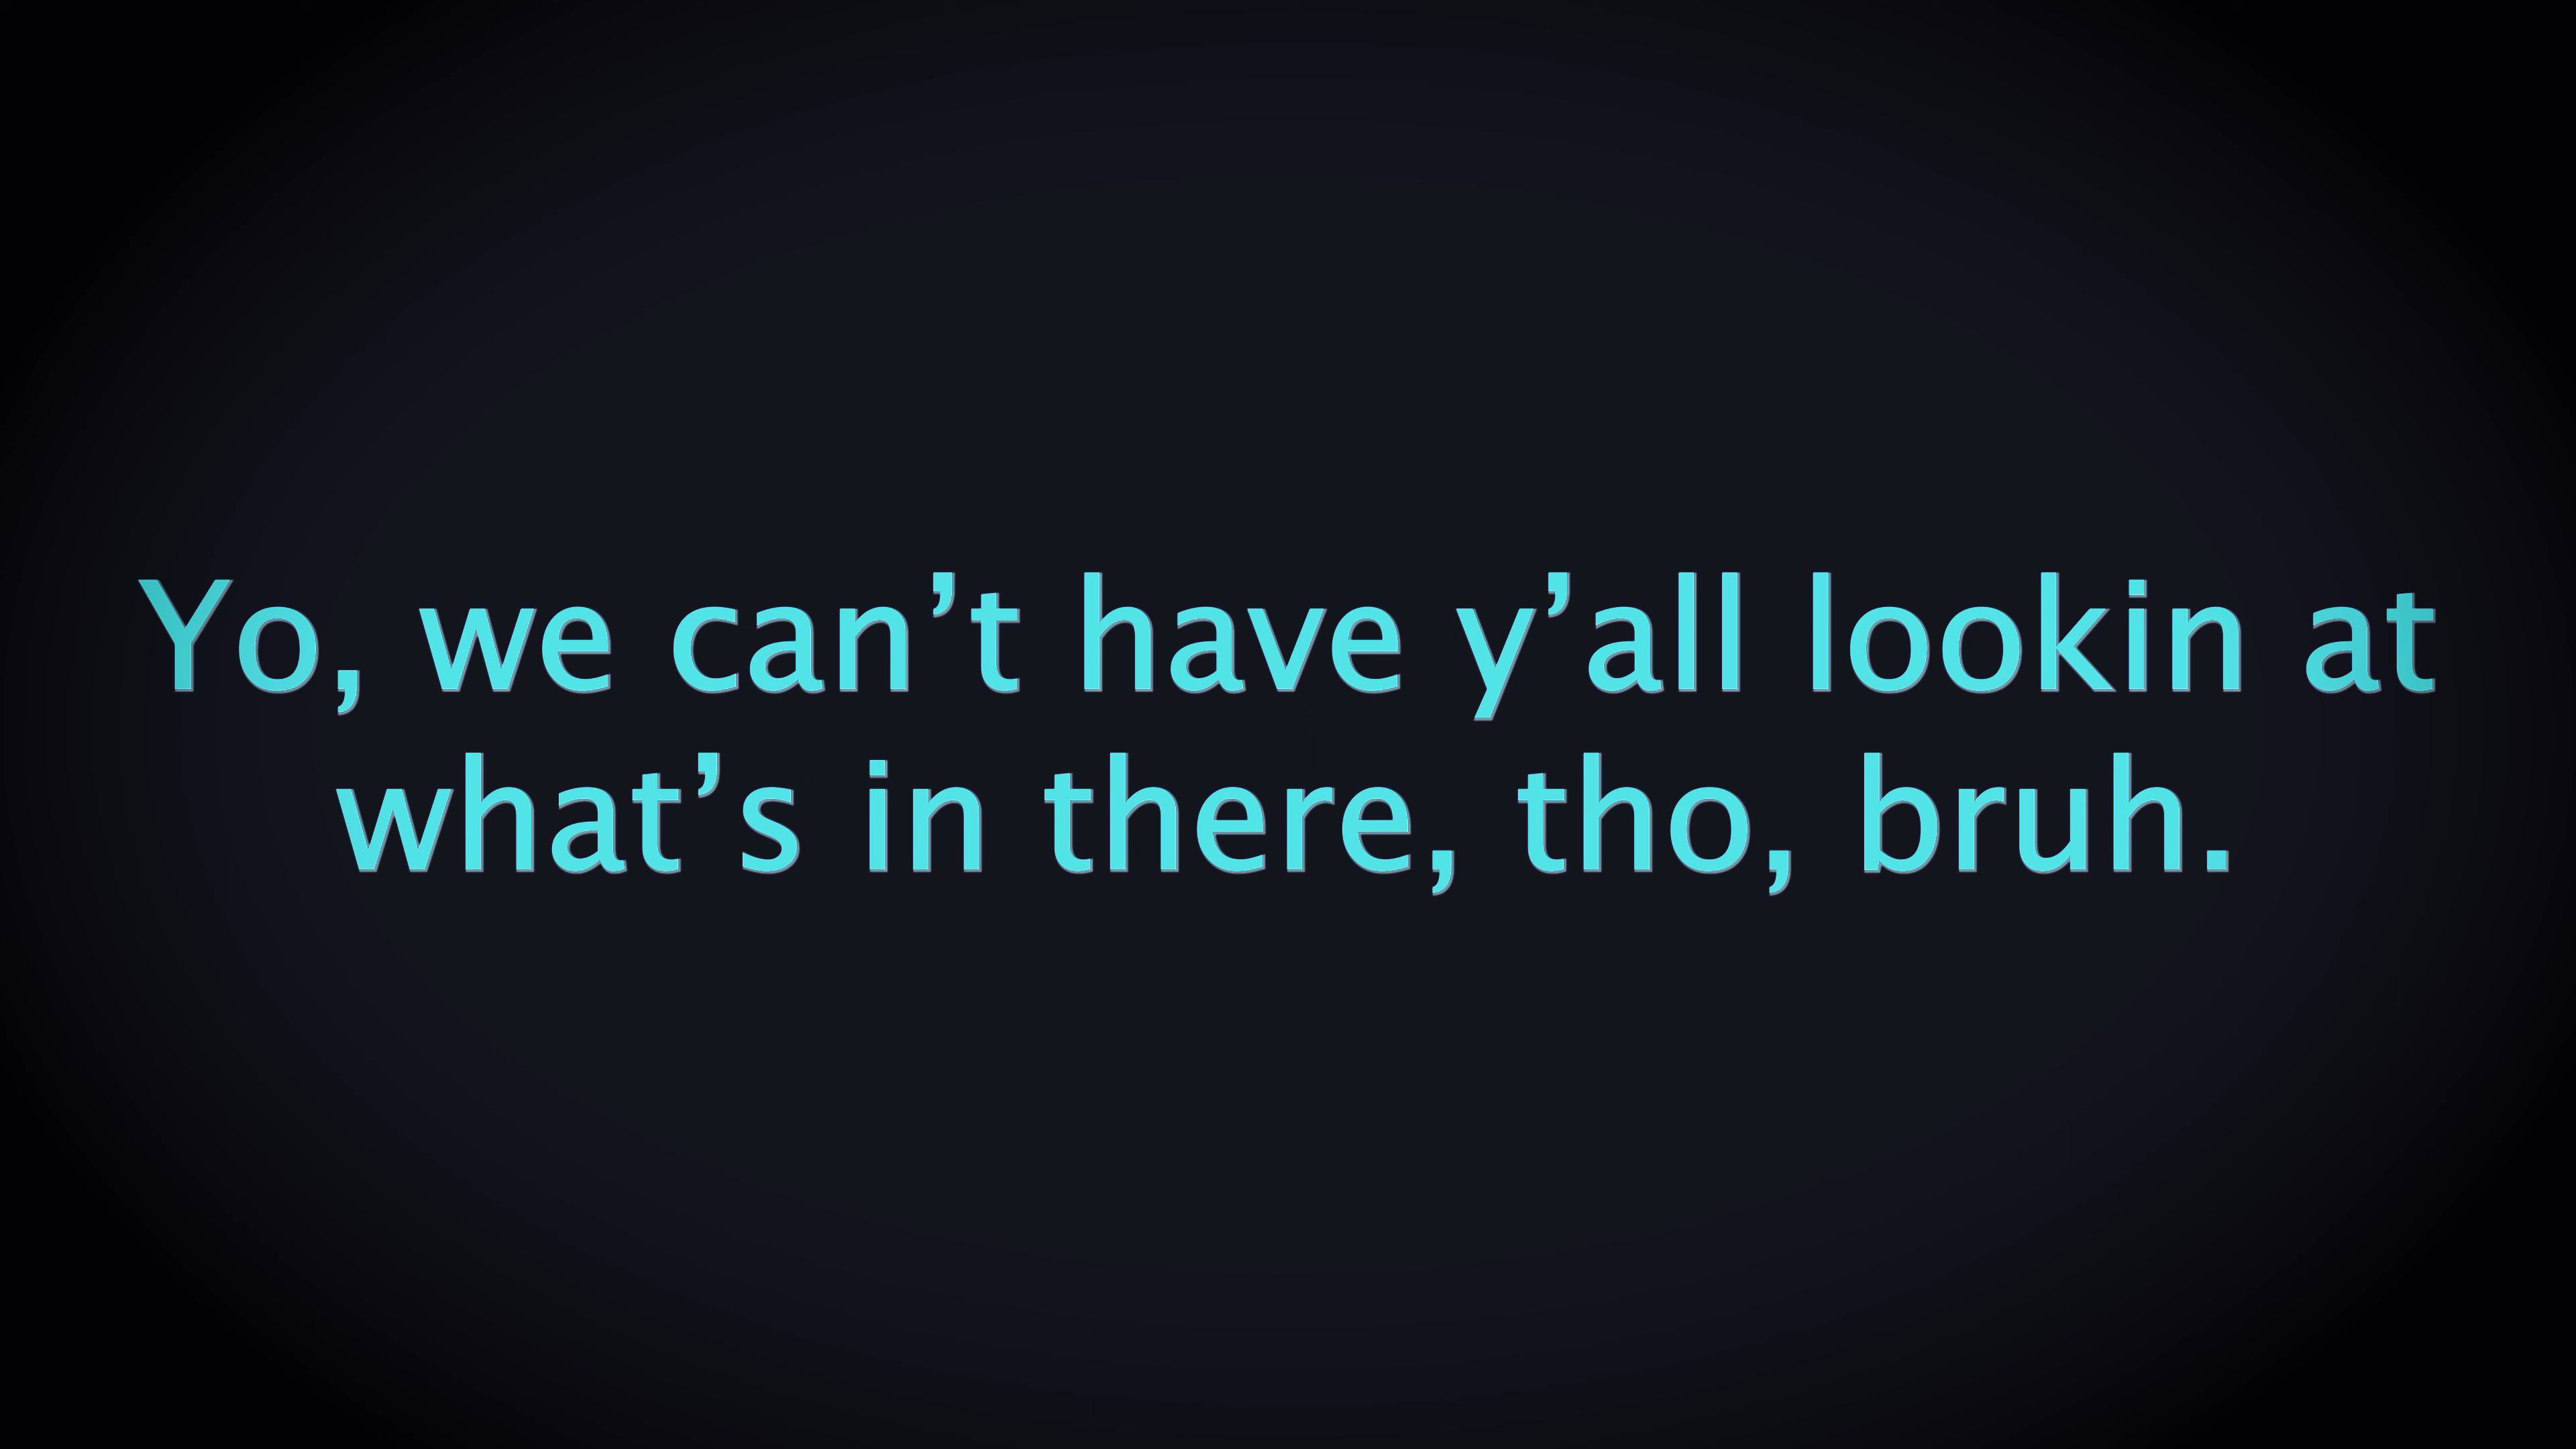 Yo, we can’t have y’all lookin at
what’s in there, tho, bruh.